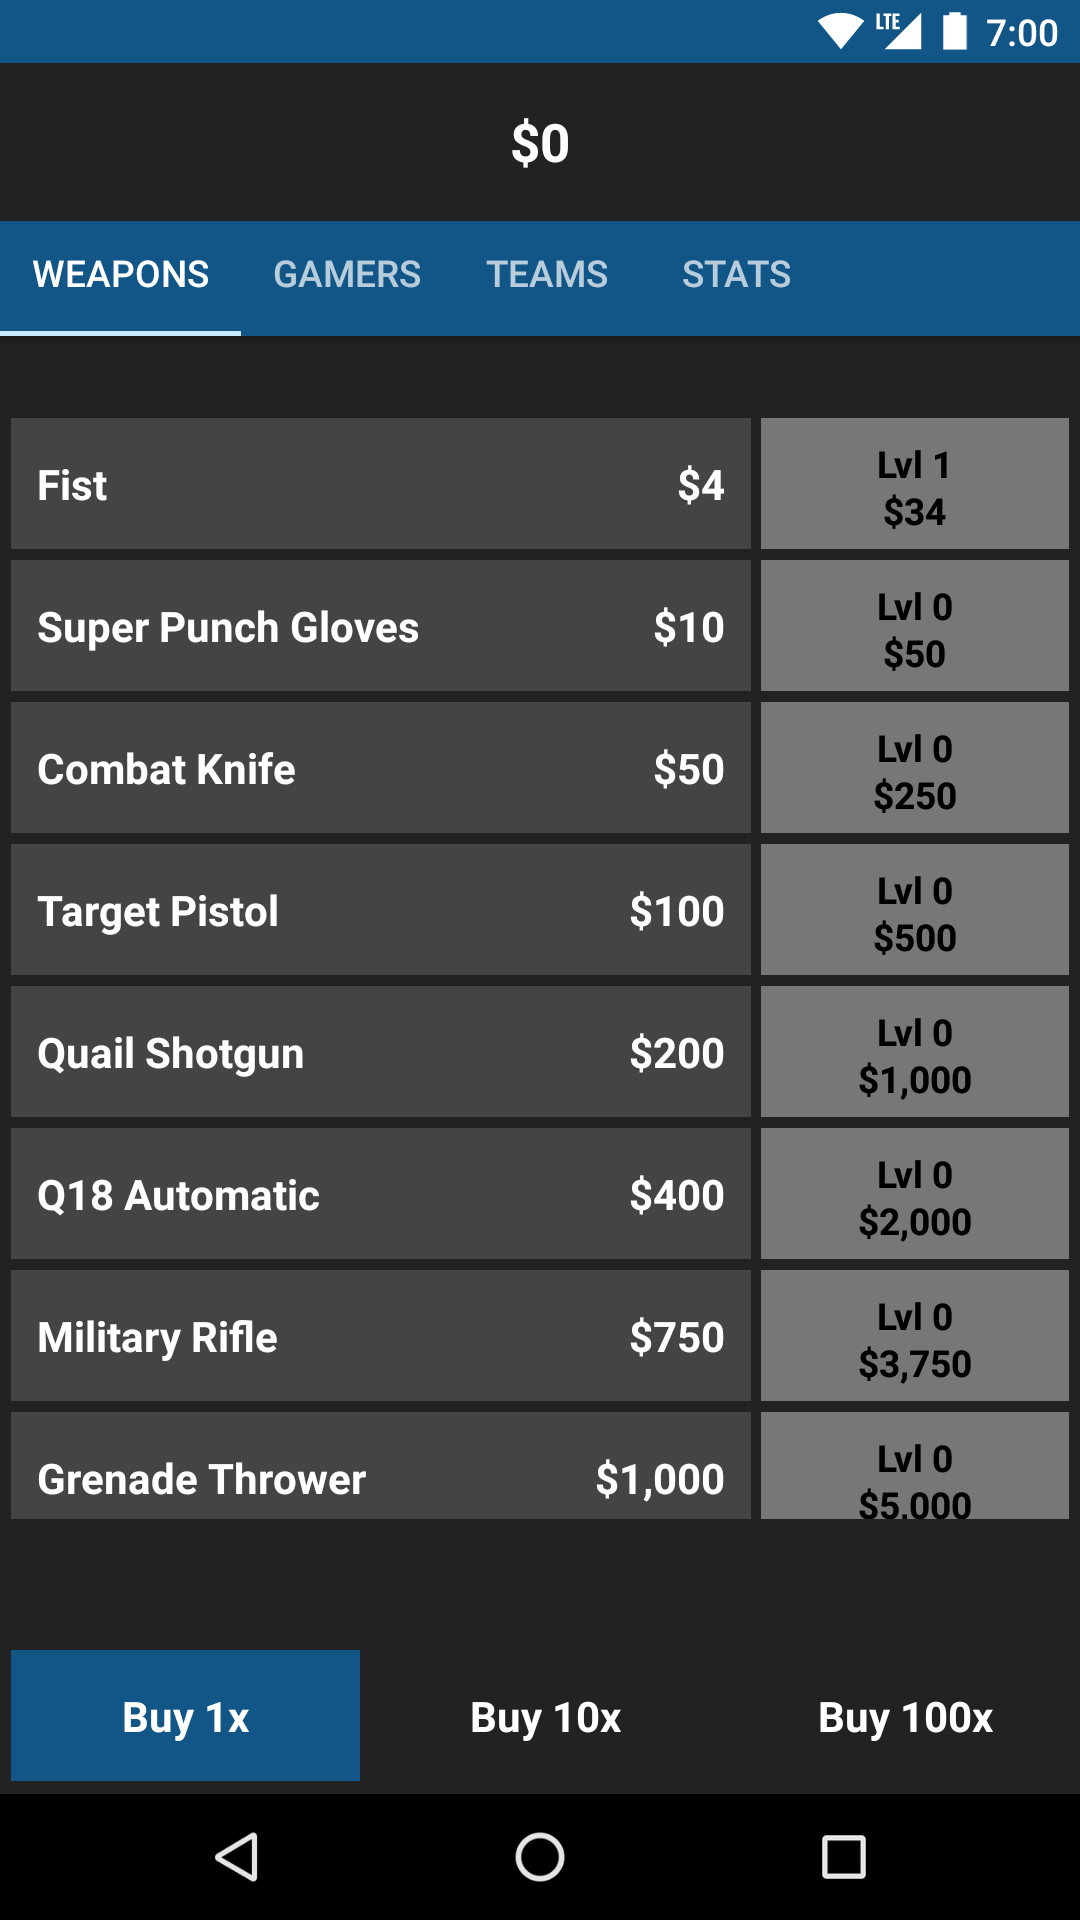 LTE 7:00
$0
WEAPONS GAMERS TEAMS STATS
Fist $4 Lvl 1
$34
Super Punch Gloves $10 Lvl 0
$50
Combat Knife $50 Lvl 0
$250
Target Pistol $100 Lvl 0
$500
Quail Shotgun $200 Lvl 0
$1,000
Q18 Automatic $400 Lvl 0
$2,000
Military Rifle $750 Lvl 0
$3,750
Grenade Thrower $1,000 Lvl 0
$5,000
Buy 1x Buy 10x Buy 100x